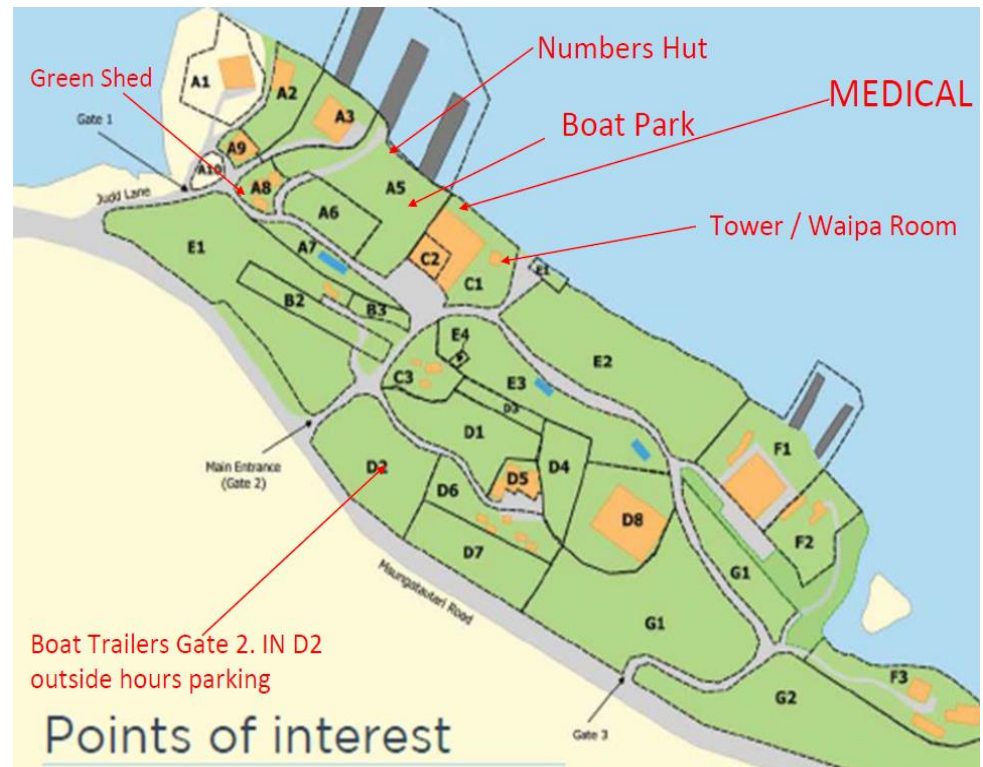 Numbers Hut
Green Shed
MEDICAL
A1
A2
Gate 1
Boat Park
A3
A9
A10
A8
A5
Judd Lane
A6
Tower / Waipa Room
E1
A7
C2
E1
C1
B2
B3
E4
E2
C3
E3
D3
D1
F1
Main Entrance
(Gate 2)
D2
D4
D5
D6
D8
F2
D7
G1
Maungatautari Road
G1
Boat Trailers Gate 2. IN D2
outside hours parking
F3
G2
Points of interest
Gate 3